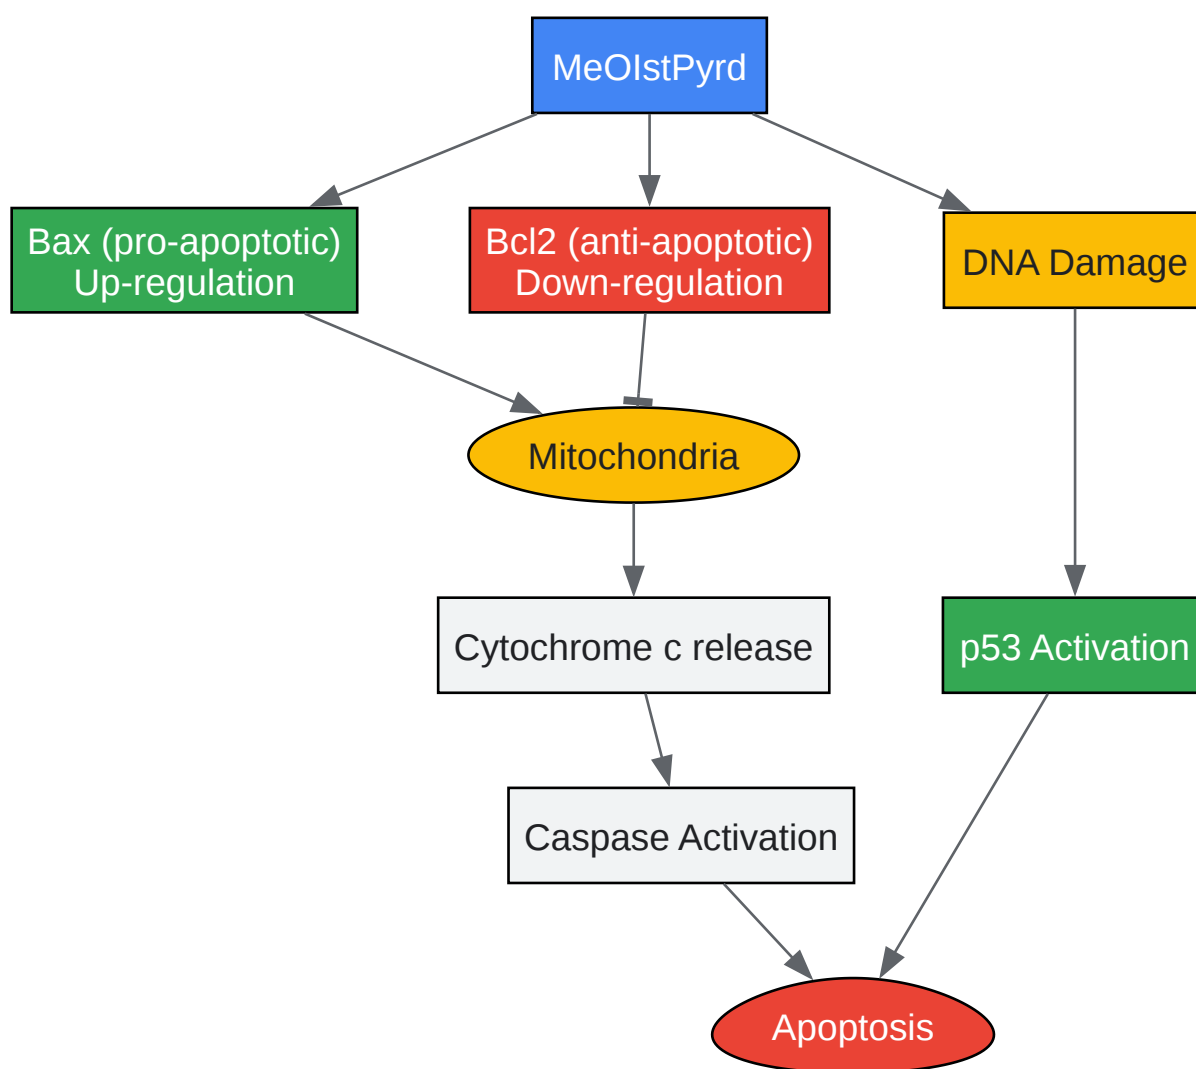 MeOIstPyrd
Bax (pro-apoptotic)
Up-regulation
Bcl2 (anti-apoptotic)
Down-regulation
DNA Damage
Mitochondria
Cytochrome c release
p53 Activation
Caspase Activation
Apoptosis